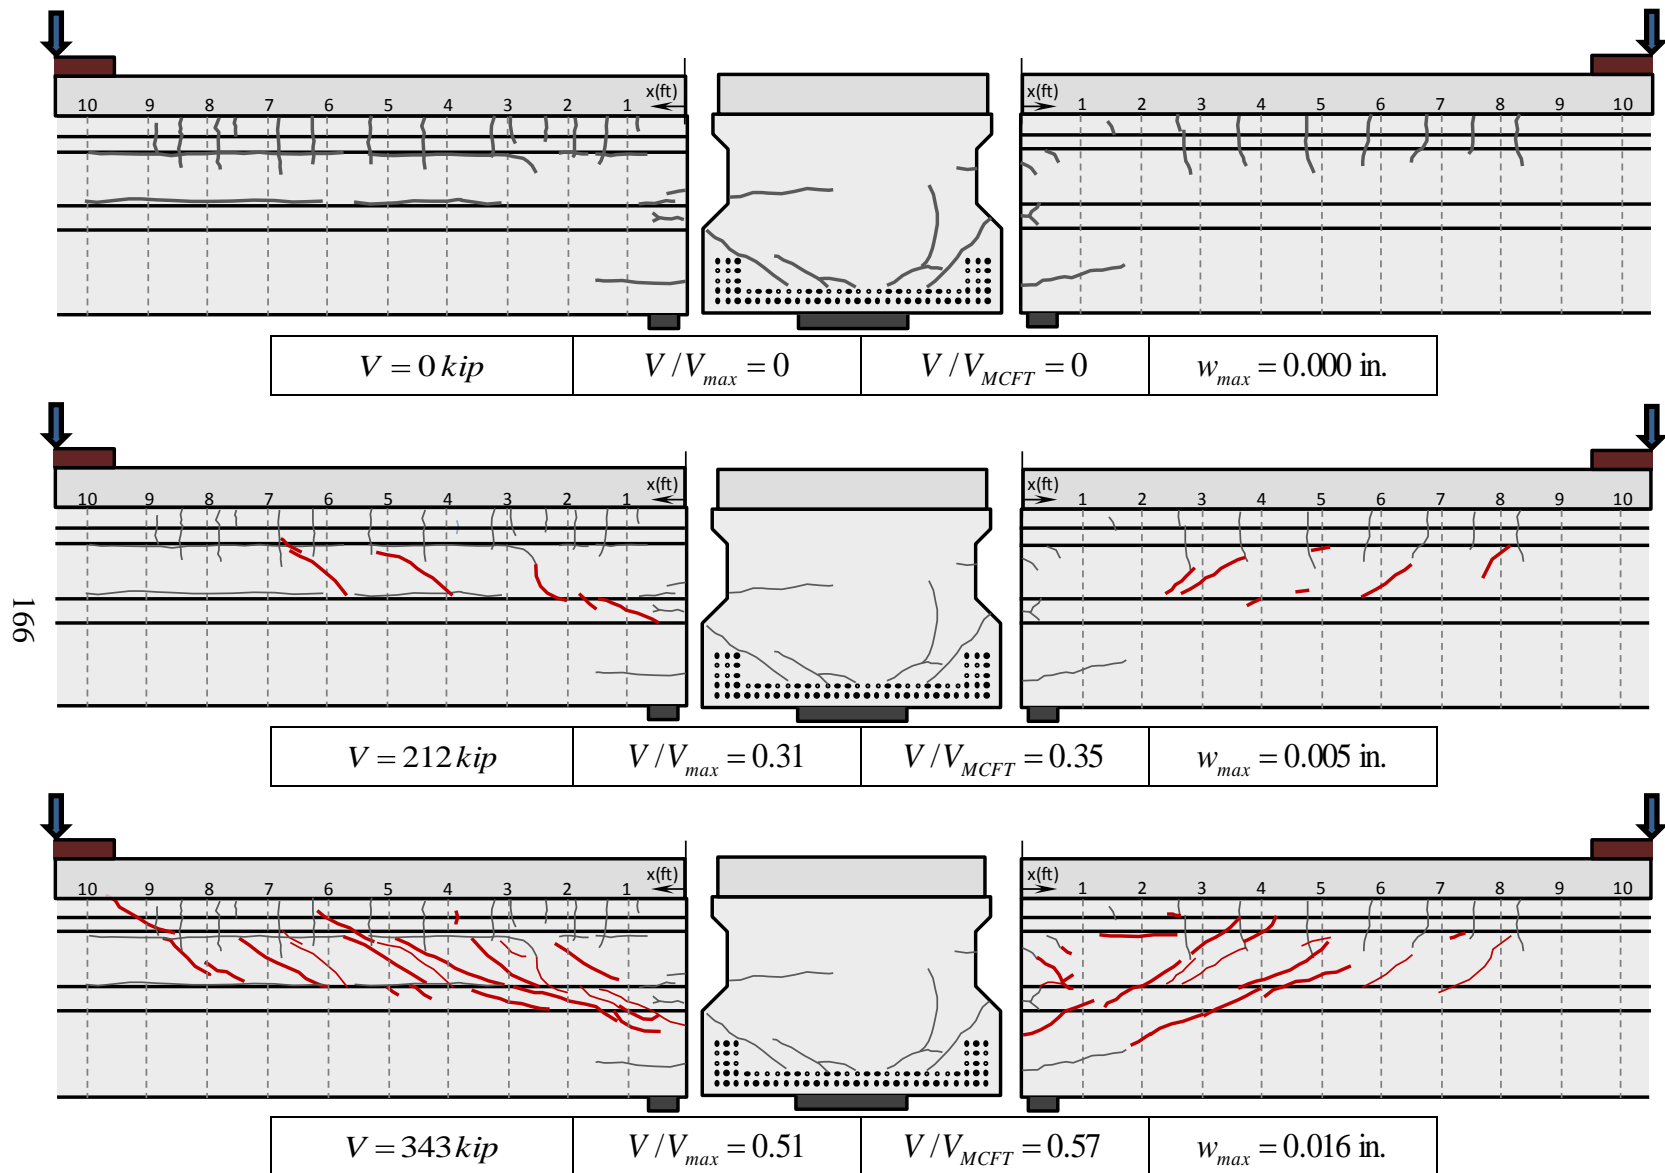 10 9 8 7 6 5 4 3 2 1 x(ft)
x(ft) 1 2 3 4 5 6 7 8 9 10
V = 0 kip V/V_max = 0 V/V_MCFT = 0 w_max = 0.000 in.
10 9 8 7 6 5 4 3 2 1 x(ft)
x(ft) 1 2 3 4 5 6 7 8 9 10
166
V = 212 kip V/V_max = 0.31 V/V_MCFT = 0.35 w_max = 0.005 in.
10 9 8 7 6 5 4 3 2 1 x(ft)
x(ft) 1 2 3 4 5 6 7 8 9 10
V = 343 kip V/V_max = 0.51 V/V_MCFT = 0.57 w_max = 0.016 in.